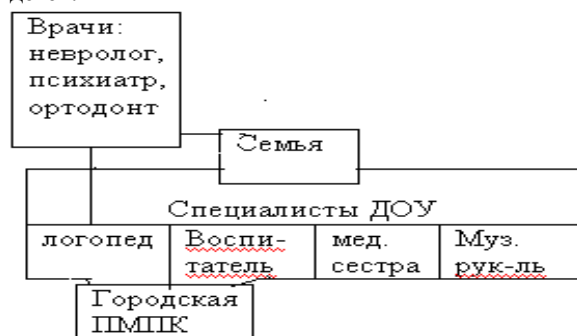 Врачи:
невролог,
психиатр,
ортодонт
Семья
Специалисты ДОУ
логопед
Воспи-
татель
мед.
сестра
Муз.
рук-ль
Городская
ПМПК